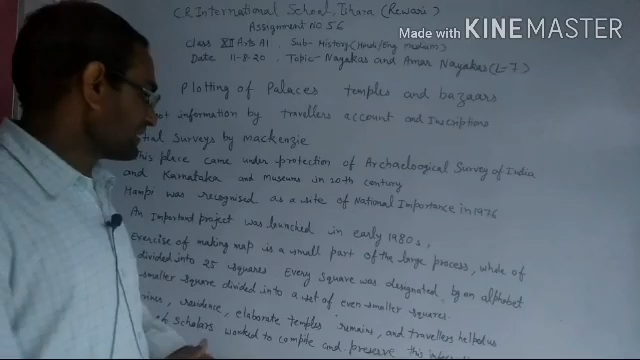 C.R International School, Ithara (Rewari)
Assignment NO 56
Made with KINEMASTER
Class XII Arts A1, Sub- History (Hindi/Eng medium)
Date 11-8-20. Topic- Nayakas and Amar Nayakas (L-7)
Plotting of Palaces temples and bazaars
information by travellers account and Inscriptions
Surveys by Mackenzie
This place came under protection of Archaelogical Survey of India
and Karnataka and Museums in 20th century
Hampi was recognised as a site of National Importance in 1976
An Important project was launched in early 1980s,
Exercise of making map is a small part of the large process, whole of
divided into 25 squares Every square was designated by an alphabet
smaller square divided into a set of even smaller squares.
residence, elaborate temples remains, and travellers helped us
Scholars wanted to compile and preserve this